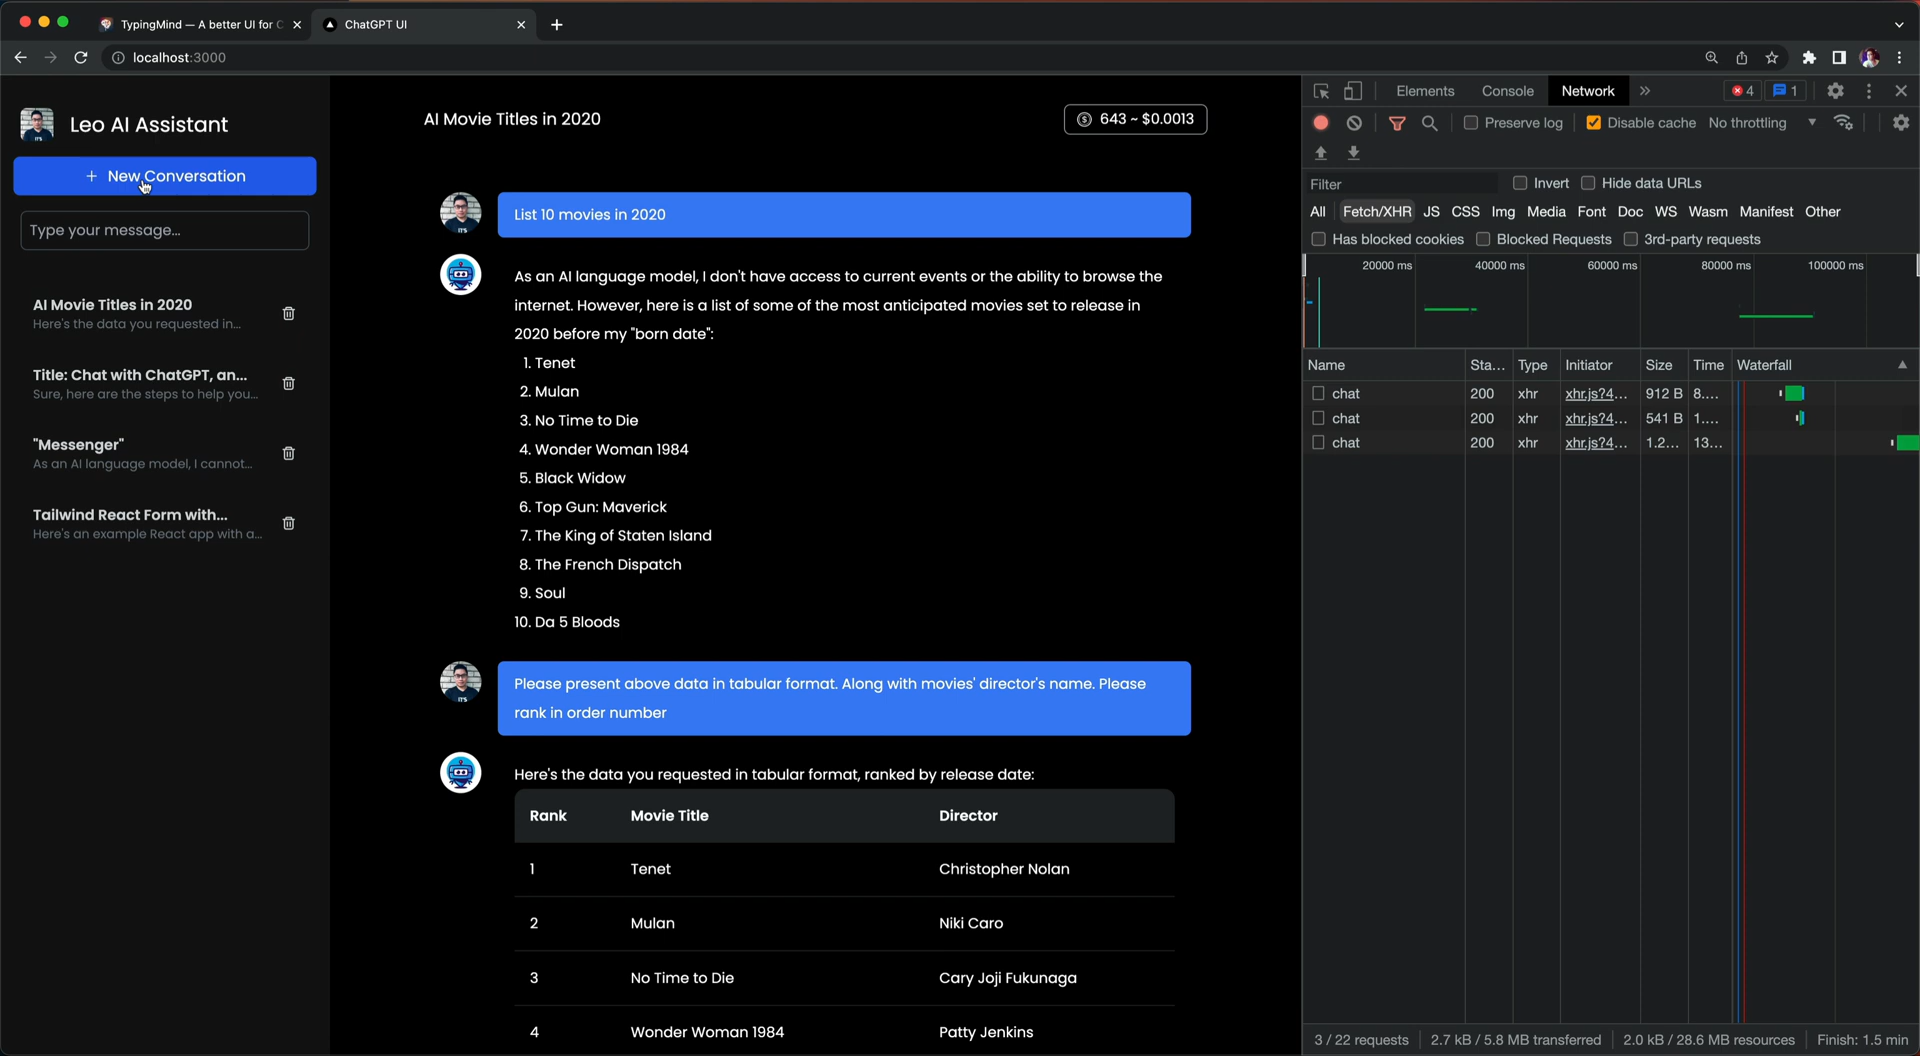 TypingMind — A better UI for C
ChatGPT UI
localhost:3000
Leo AI Assistant
+ New Conversation
Type your message...
AI Movie Titles in 2020
Here's the data you requested in...
Title: Chat with ChatGPT, an...
Sure, here are the steps to help you...
"Messenger"
As an AI language model, I cannot...
Tailwind React Form with...
Here's an example React app with a...
AI Movie Titles in 2020
643 ~ $0.0013
List 10 movies in 2020
As an AI language model, I don't have access to current events or the ability to browse the
internet. However, here is a list of some of the most anticipated movies set to release in
2020 before my "born date":
1. Tenet
2. Mulan
3. No Time to Die
4. Wonder Woman 1984
5. Black Widow
6. Top Gun: Maverick
7. The King of Staten Island
8. The French Dispatch
9. Soul
10. Da 5 Bloods
Please present above data in tabular format. Along with movies' director's name. Please
rank in order number
Here's the data you requested in tabular format, ranked by release date:
Rank Movie Title Director
1 Tenet Christopher Nolan
2 Mulan Niki Caro
3 No Time to Die Cary Joji Fukunaga
4 Wonder Woman 1984 Patty Jenkins
Elements Console Network » 4 1
Preserve log Disable cache No throttling
Filter Invert Hide data URLs
All Fetch/XHR JS CSS Img Media Font Doc WS Wasm Manifest Other
Has blocked cookies Blocked Requests 3rd-party requests
20000 ms 40000 ms 60000 ms 80000 ms 100000 ms
Name Sta... Type Initiator Size Time Waterfall
chat 200 xhr xhr.js?4... 912 B 8....
chat 200 xhr xhr.js?4... 541 B 1....
chat 200 xhr xhr.js?4... 1.2... 13...
3 / 22 requests 2.7 kB / 5.8 MB transferred 2.0 kB / 28.6 MB resources Finish: 1.5 min